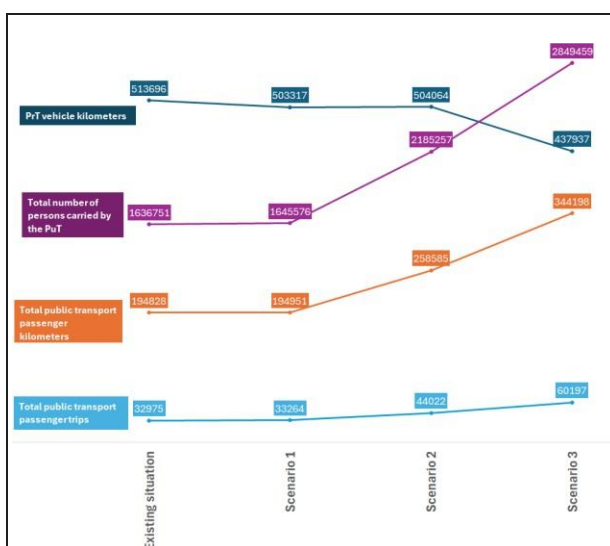 2849459
513696
503317
504064
PrT vehicle kilometers
2185257
437937
Total number of
persons carried by
the PuT
1636751
1645576
344198
258585
194828
194951
Total public transport
passenger
kilometers
60197
44022
Total public transport
passenger trips
32975
33264
Existing situation
Scenario 1
Scenario 2
Scenario 3